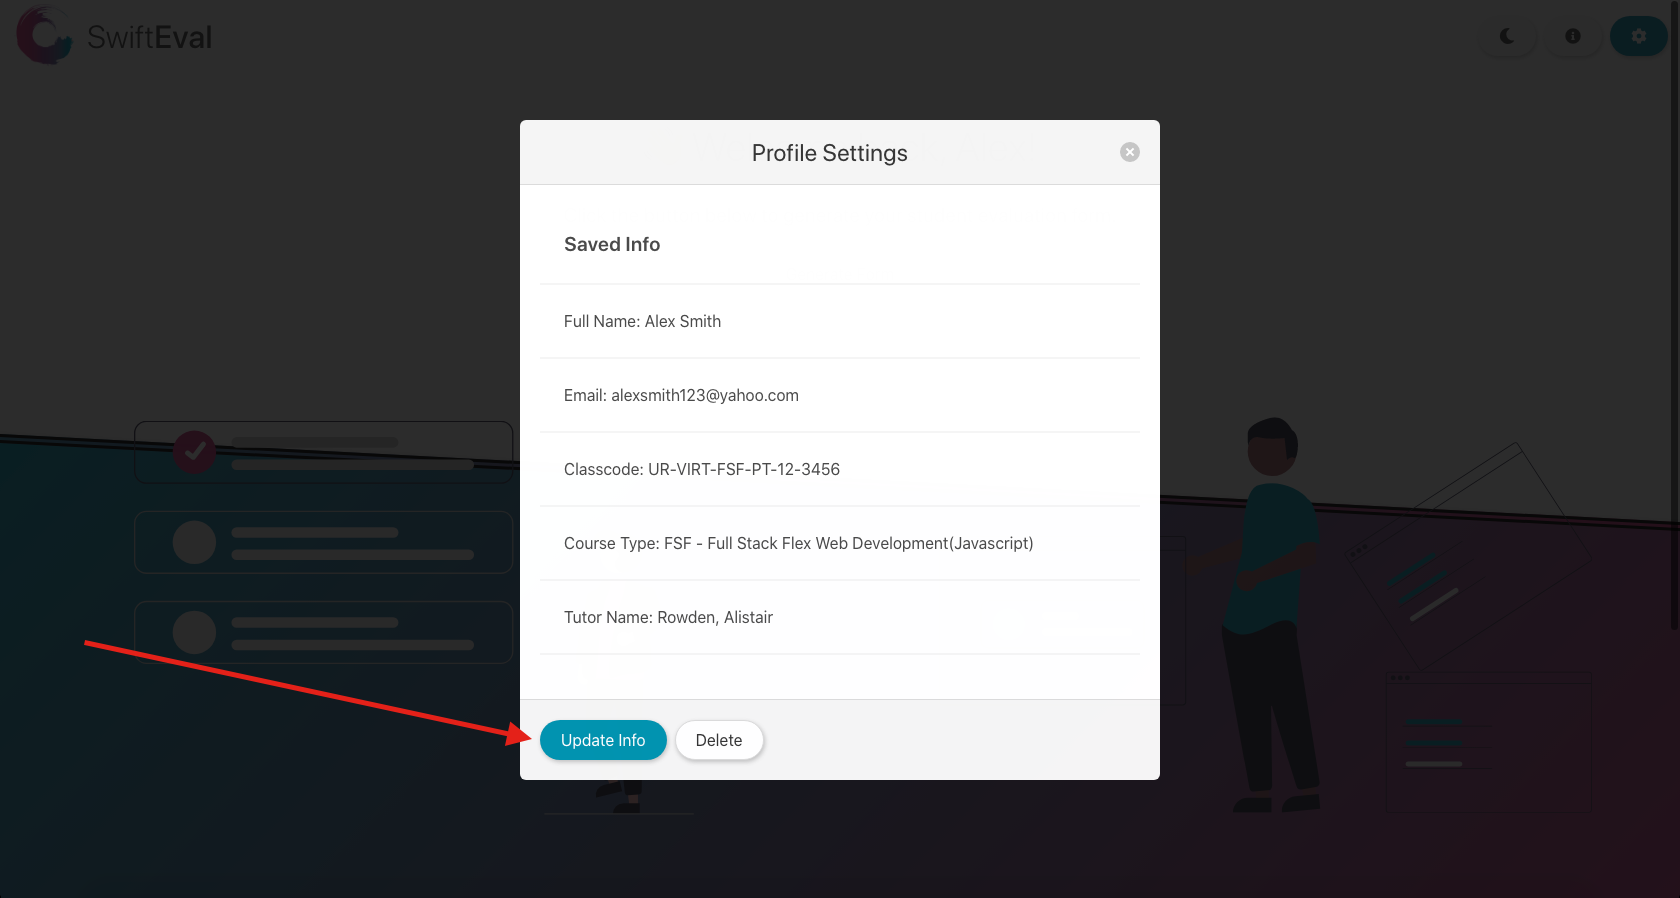 SwiftEval
Profile Settings
Saved Info
Full Name: Alex Smith
Email: alexsmith123@yahoo.com
Classcode: UR-VIRT-FSF-PT-12-3456
Course Type: FSF - Full Stack Flex Web Development(Javascript)
Tutor Name: Rowden, Alistair
Update Info
Delete